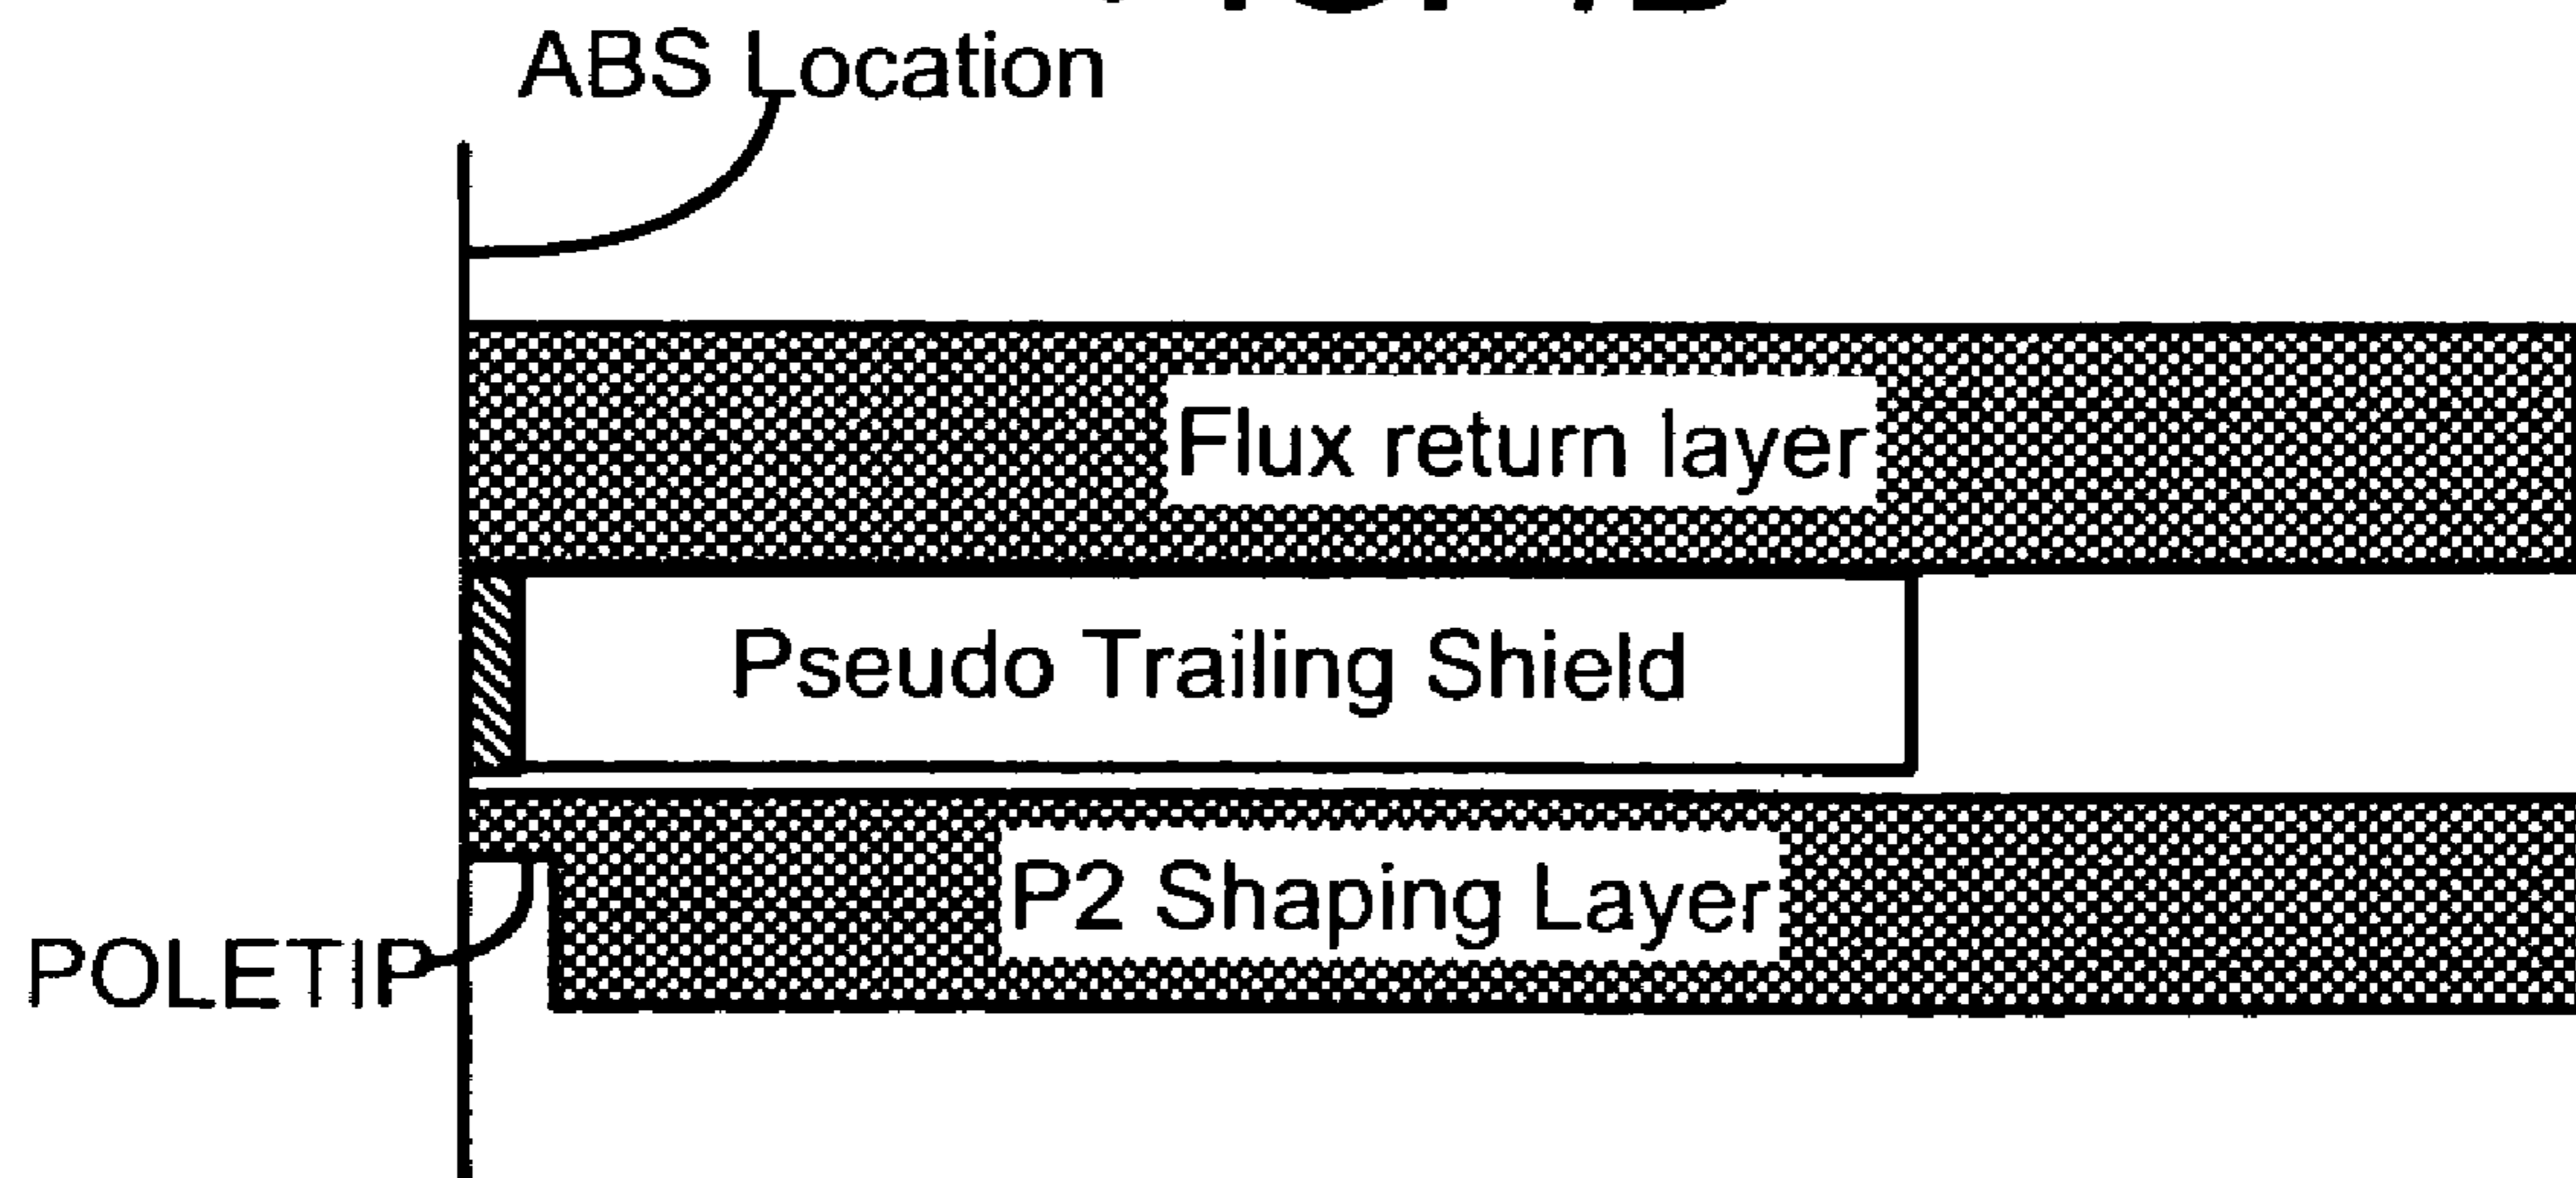 ABS Location
Flux return layer
Pseudo Trailing Shield
P2 Shaping Layer
POLETIP